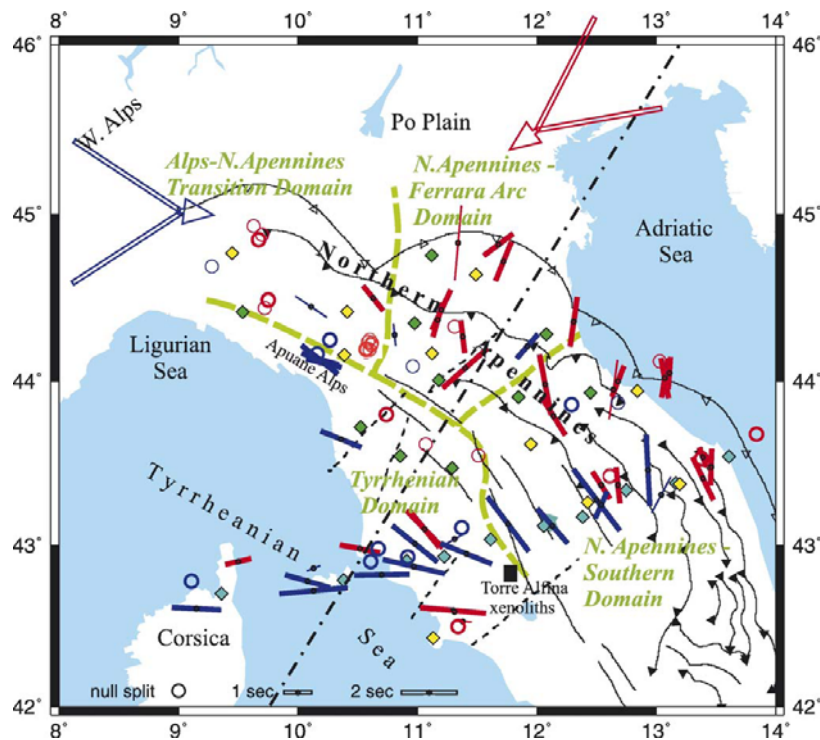 8° 9° 10° 11° 12° 13° 14°
46° 46°
W. Alps
Po Plain
Alps-N.Apennines
Transition Domain
N.Apennines -
Ferrara Arc
Domain
45° 45°
Adriatic
Sea
Northern
Apennines
Ligurian
Sea
Apuane Alps
44° 44°
Tyrrhenian
Domain
Tyrrheanian
Sea
43° 43°
N. Apennines -
Southern
Domain
Torre Alfina
xenoliths
Corsica
null split 1 sec 2 sec
42° 42°
8° 9° 10° 11° 12° 13° 14°